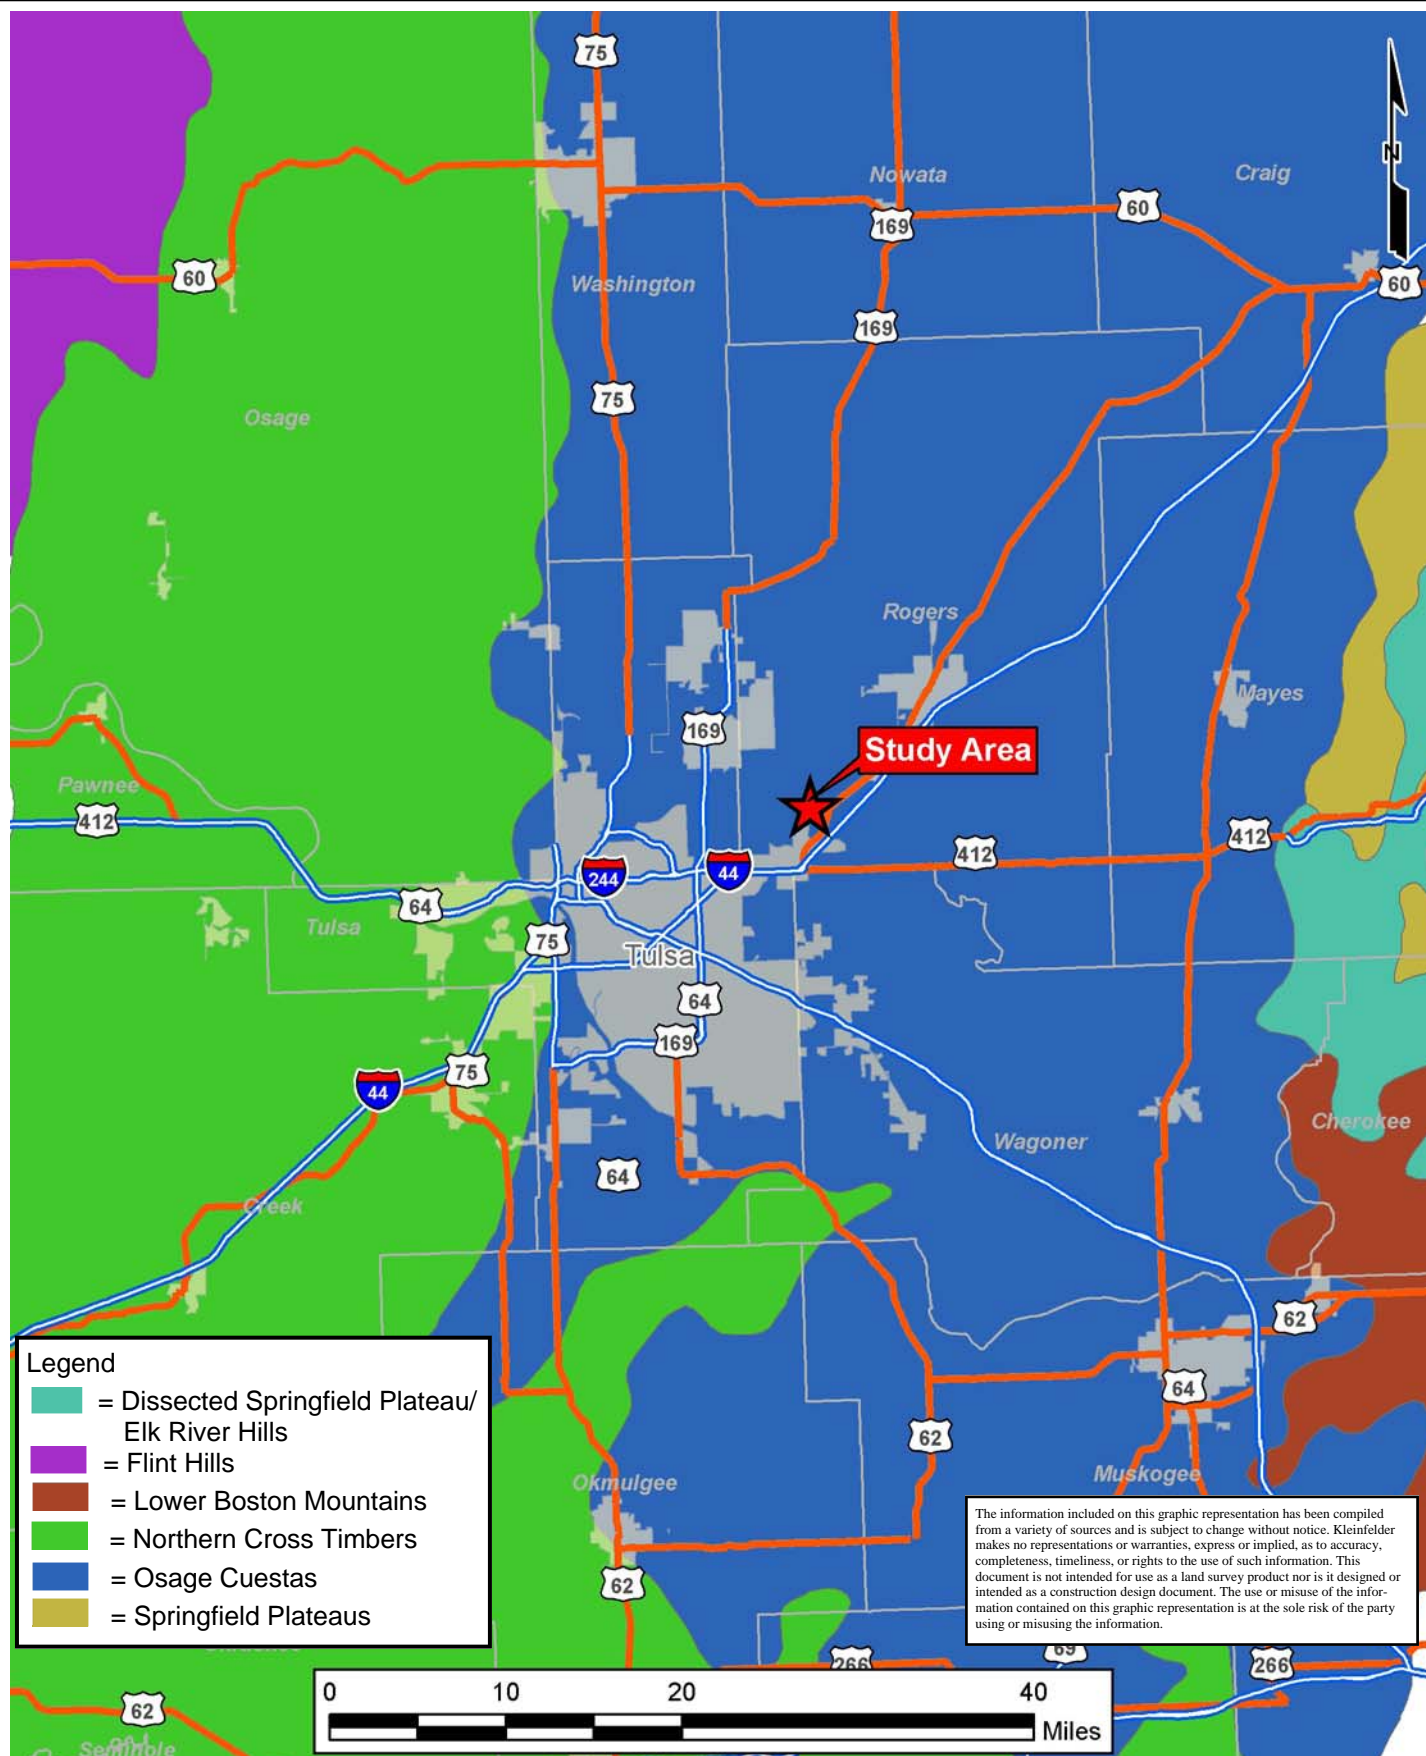 75
Nowata
Craig
N
60
169
60
Washington
60
169
75
Osage
Rogers
Mayes
169
Study Area
Pawnee
412
412
412
244
44
64
Tulsa
75
Tulsa
64
169
75
44
Cherokee
Wagoner
64
Creek
62
Legend
= Dissected Springfield Plateau/
Elk River Hills
= Flint Hills
= Lower Boston Mountains
= Northern Cross Timbers
= Osage Cuestas
= Springfield Plateaus
64
62
Muskogee
Okmulgee
62
The information included on this graphic representation has been compiled
from a variety of sources and is subject to change without notice. Kleinfelder
makes no representations or warranties, express or implied, as to accuracy,
completeness, timeliness, or rights to the use of such information. This
document is not intended for use as a land survey product nor is it designed or
intended as a construction design document. The use or misuse of the infor-
mation contained on this graphic representation is at the sole risk of the party
using or misusing the information.
266
69
266
62
Seminole
0 10 20 40
Miles